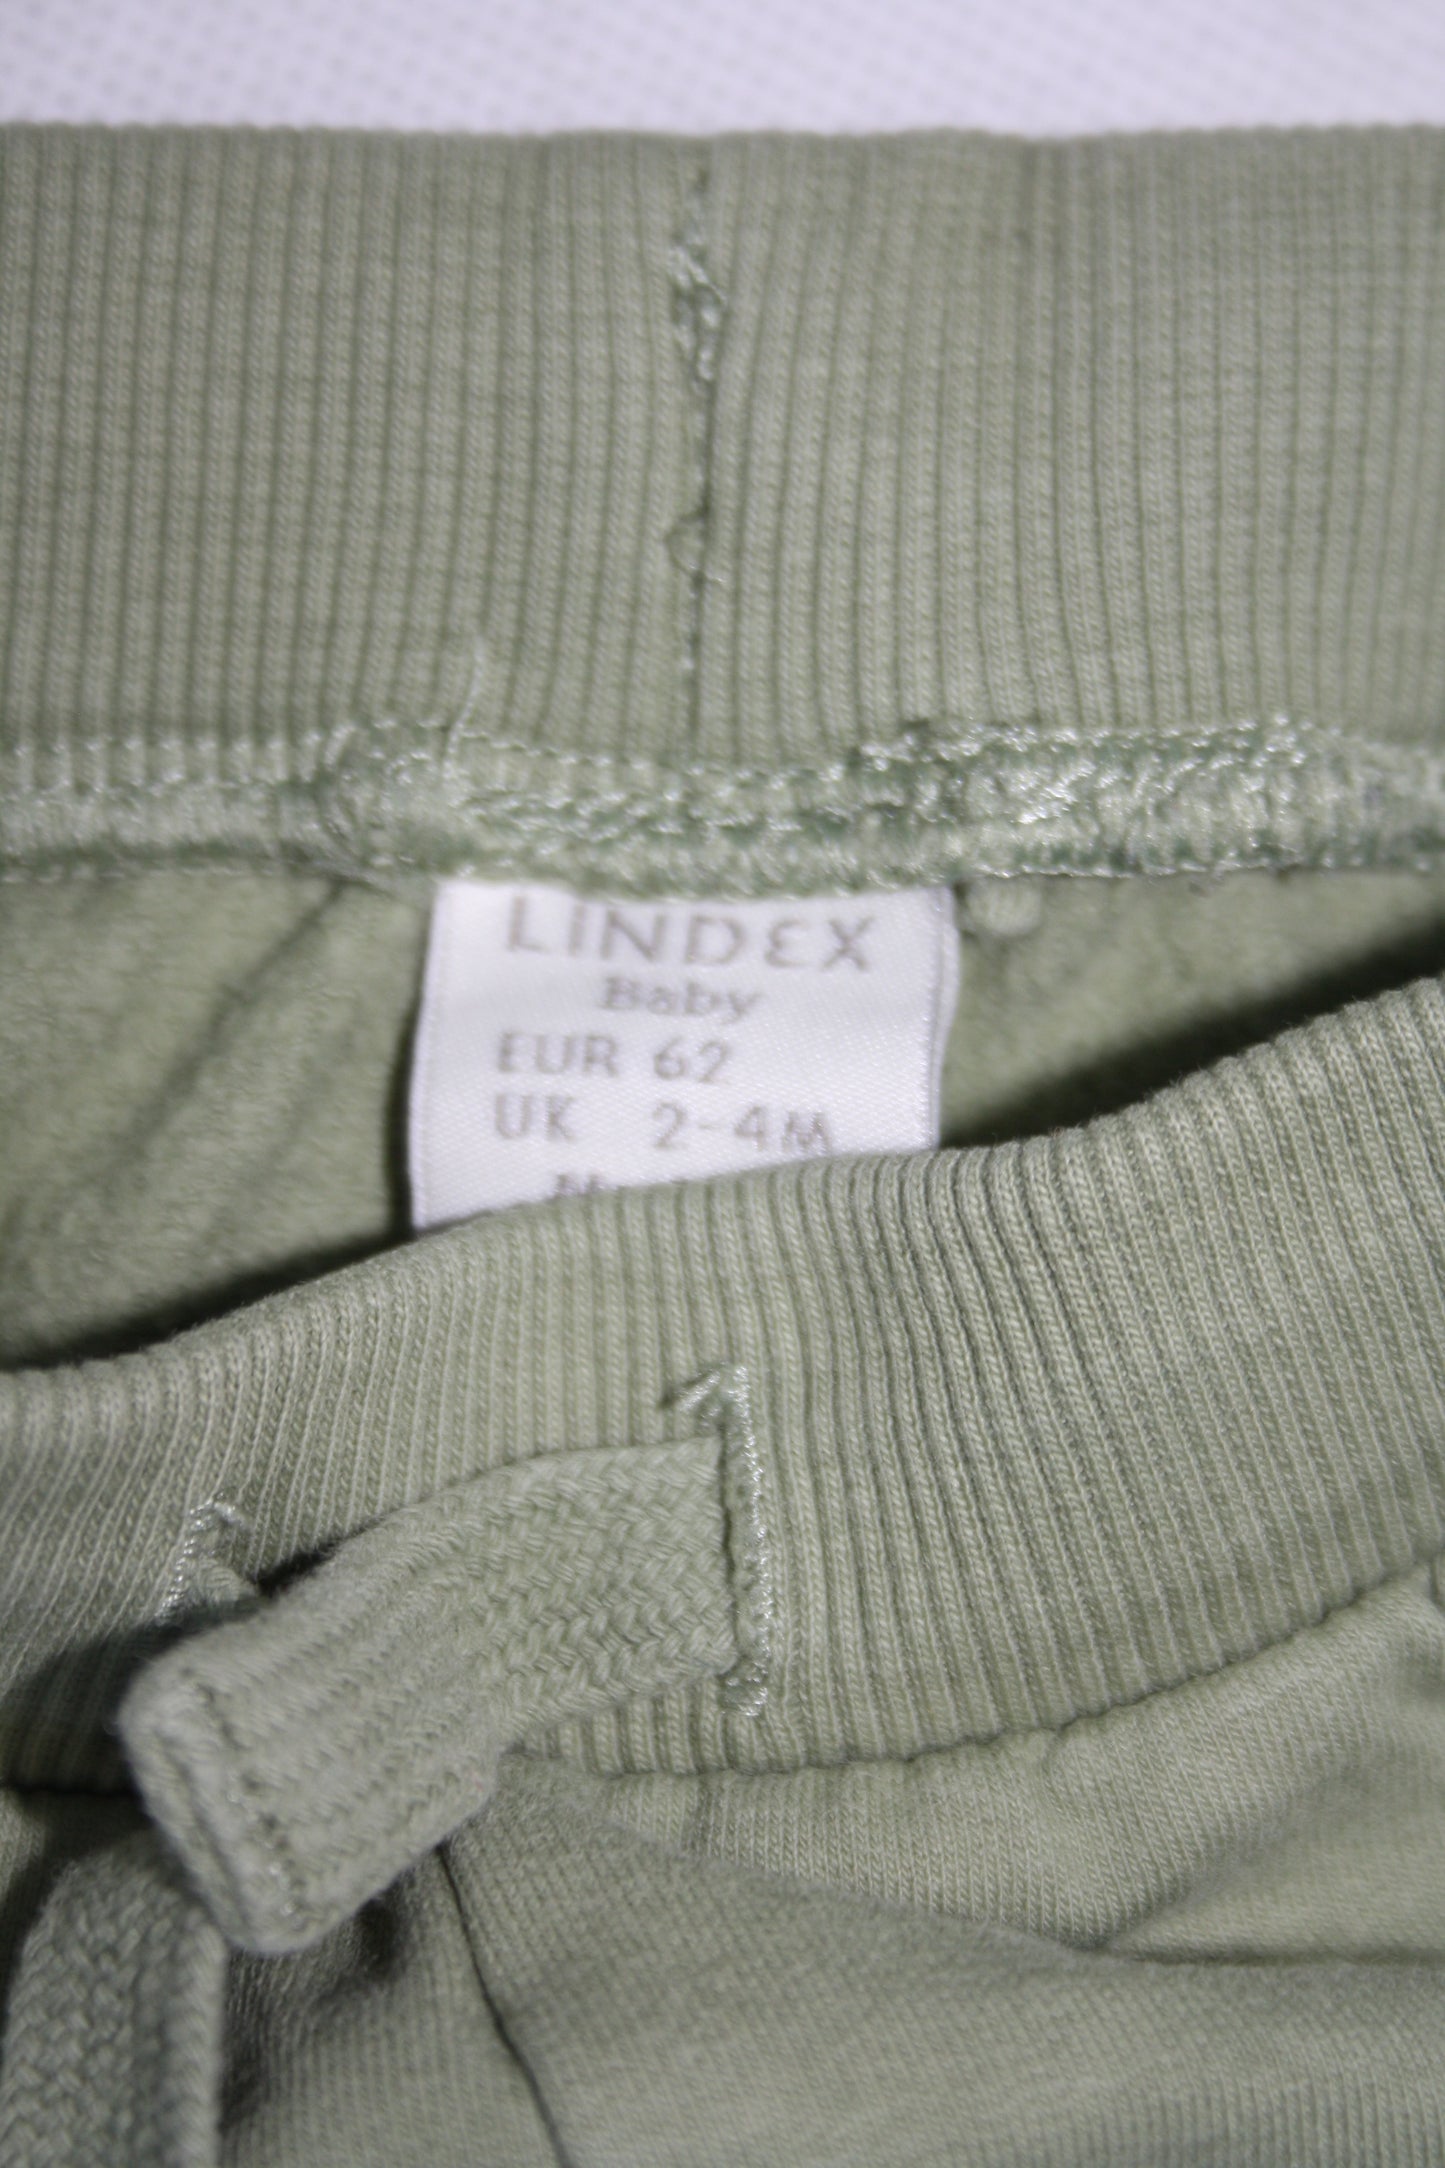 LINDEX
Baby
EUR 62
UK 2-4M